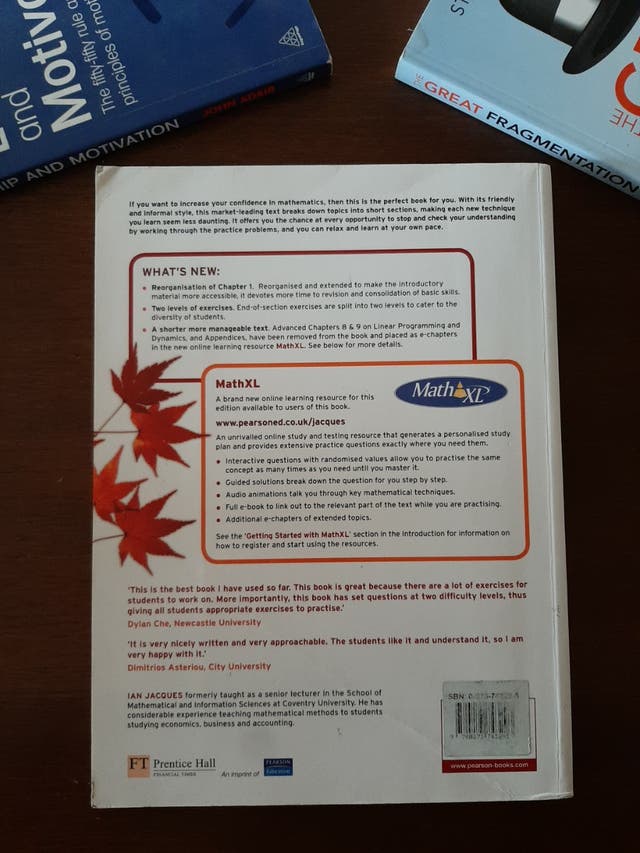 and
Motiv
The fifty-fifty rule a
principles of mot
IP AND MOTIVATION
JOHN ADAIR
ST
THE
THE GREAT FRAGMENTATION
If you want to increase your confidence in mathematics, then this is the perfect book for you. With its friendly
and informal style, this market-leading text breaks down topics into short sections, making each new technique
you learn seem less daunting. It offers you the chance at every opportunity to stop and check your understanding
by working through the practice problems, and you can relax and learn at your own pace.
WHAT'S NEW:
• Reorganisation of Chapter 1. Reorganised and extended to make the introductory
material more accessible, it devotes more time to revision and consolidation of basic skills.
• Two levels of exercises. End-of-section exercises are split into two levels to cater to the
diversity of students.
• A shorter more manageable text. Advanced Chapters 8 & 9 on Linear Programming and
Dynamics, and Appendices, have been removed from the book and placed as e-chapters
in the new online learning resource MathXL. See below for more details.
MathXL
MathXL
A brand new online learning resource for this
edition available to users of this book.
www.pearsoned.co.uk/jacques
An unrivalled online study and testing resource that generates a personalised study
plan and provides extensive practice questions exactly where you need them.
• Interactive questions with randomised values allow you to practise the same
concept as many times as you need until you master it.
• Guided solutions break down the question for you step by step.
• Audio animations talk you through key mathematical techniques.
• Full e-book to link out to the relevant part of the text while you are practising.
• Additional e-chapters of extended topics.
See the 'Getting Started with MathXL' section in the Introduction for information on
how to register and start using the resources.
'This is the best book I have used so far. This book is great because there are a lot of exercises for
students to work on. More importantly, this book has set questions at two difficulty levels, thus
giving all students appropriate exercises to practise.'
Dylan Che, Newcastle University
'It is very nicely written and very approachable. The students like it and understand it, so I am
very happy with it.'
Dimitrios Asteriou, City University
IAN JACQUES formerly taught as a senior lecturer in the School of
Mathematical and Information Sciences at Coventry University. He has
considerable experience teaching mathematical methods to students
studying economics, business and accounting.
FT Prentice Hall
FINANCIAL TIMES
An imprint of
PEARSON
Education
ISBN:
www.pearson-books.com